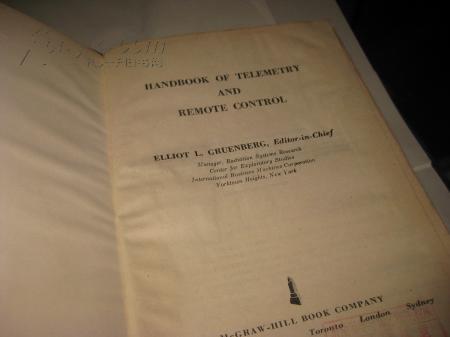 HANDBOOK OF TELEMETRY
AND
REMOTE CONTROL
ELLIOT L. GRUENBERG, Editor-in-Chief
Manager, Radiation Systems Research
Center for Exploratory Studies
International Business Machines Corporation
Yorktown Heights, New York
McGRAW-HILL BOOK COMPANY
Toronto London Sydney